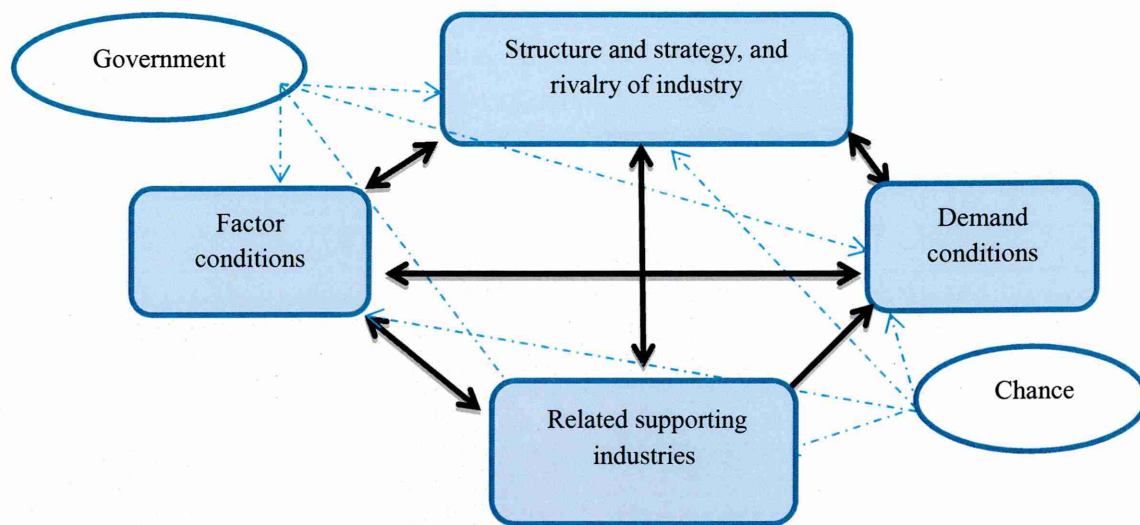 Government
Structure and strategy, and
rivalry of industry
Factor
conditions
Demand
conditions
Related supporting
industries
Chance